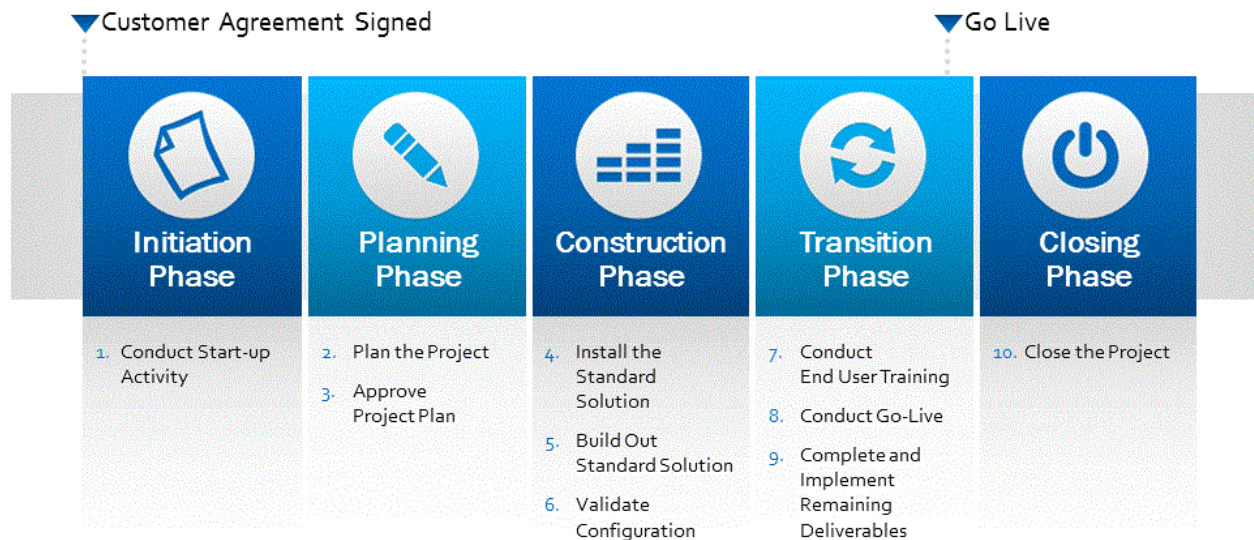 Customer Agreement Signed
Go Live
Initiation
Phase
Planning
Phase
Construction
Phase
Transition
Phase
Closing
Phase
1. Conduct Start-up
Activity
2. Plan the Project
3. Approve
Project Plan
4. Install the
Standard
Solution
5. Build Out
Standard Solution
6. Validate
Configuration
7. Conduct
End User Training
8. Conduct Go-Live
9. Complete and
Implement
Remaining
Deliverables
10. Close the Project